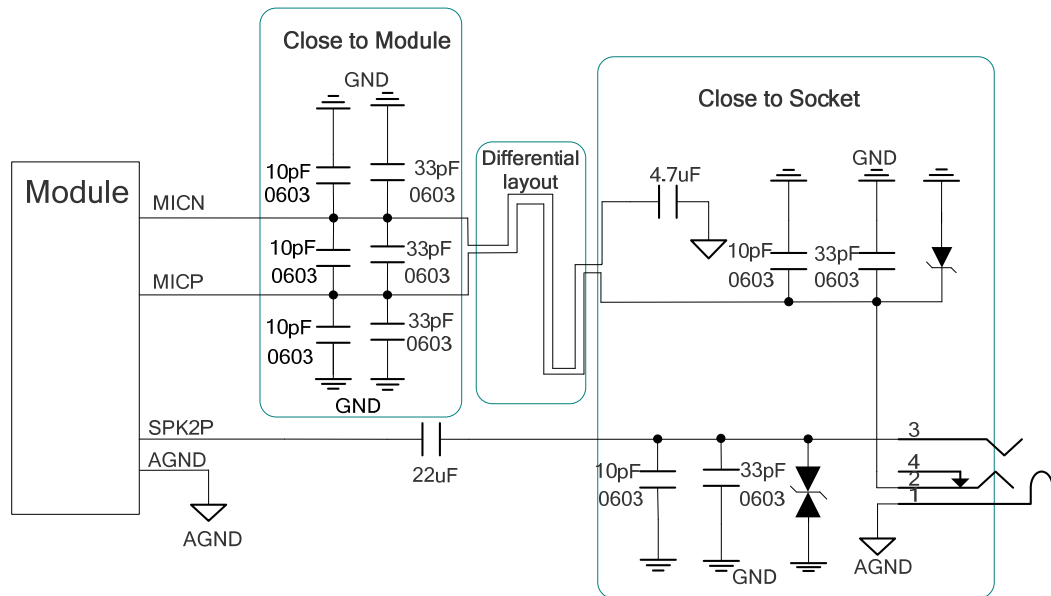 Close to Module
GND
10pF
0603
33pF
0603
Module
MICN
10pF
0603
33pF
0603
MICP
10pF
0603
33pF
0603
GND
Differential
layout
Close to Socket
4.7uF
GND
10pF
0603
33pF
0603
SPK2P
AGND
AGND
22uF
10pF
0603
33pF
0603
GND
3
4
2
1
AGND